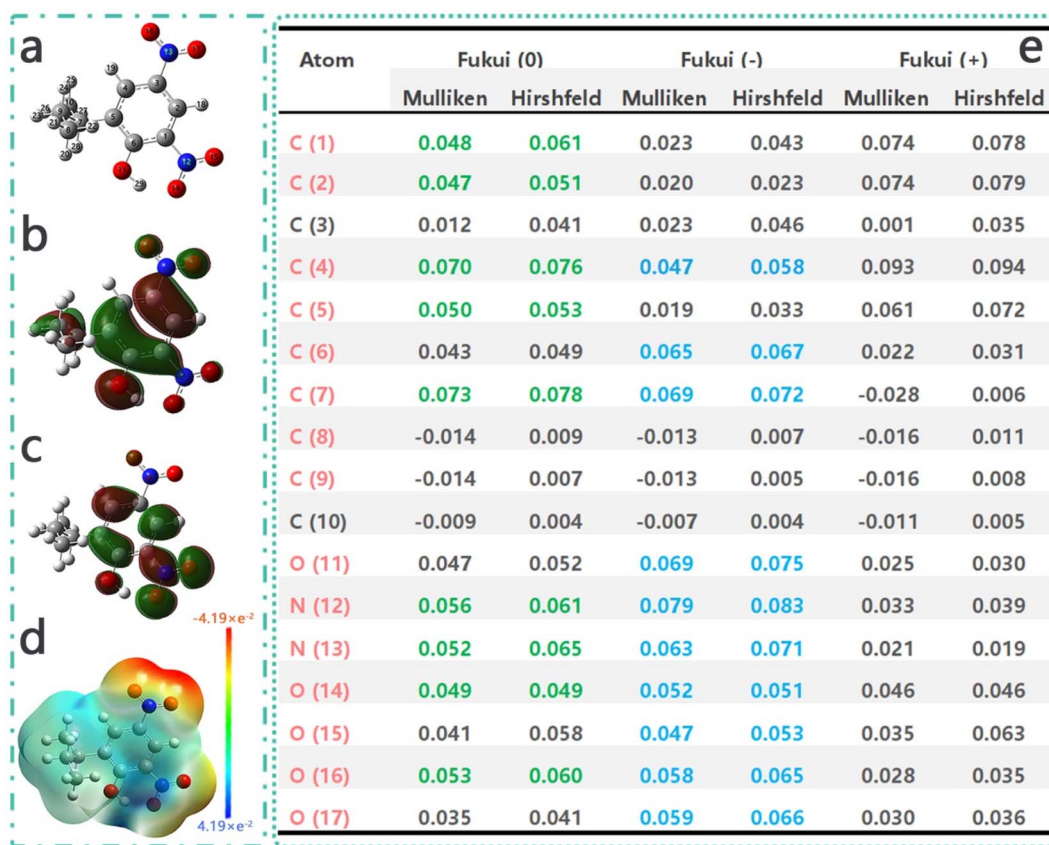 a
b
c
d
-4.19×e⁻²
4.19×e⁻²
e
Atom Fukui (0) Fukui (-) Fukui (+)
Mulliken Hirshfeld Mulliken Hirshfeld Mulliken Hirshfeld
C (1) 0.048 0.061 0.023 0.043 0.074 0.078
C (2) 0.047 0.051 0.020 0.023 0.074 0.079
C (3) 0.012 0.041 0.023 0.046 0.001 0.035
C (4) 0.070 0.076 0.047 0.058 0.093 0.094
C (5) 0.050 0.053 0.019 0.033 0.061 0.072
C (6) 0.043 0.049 0.065 0.067 0.022 0.031
C (7) 0.073 0.078 0.069 0.072 -0.028 0.006
C (8) -0.014 0.009 -0.013 0.007 -0.016 0.011
C (9) -0.014 0.007 -0.013 0.005 -0.016 0.008
C (10) -0.009 0.004 -0.007 0.004 -0.011 0.005
O (11) 0.047 0.052 0.069 0.075 0.025 0.030
N (12) 0.056 0.061 0.079 0.083 0.033 0.039
N (13) 0.052 0.065 0.063 0.071 0.021 0.019
O (14) 0.049 0.049 0.052 0.051 0.046 0.046
O (15) 0.041 0.058 0.047 0.053 0.035 0.063
O (16) 0.053 0.060 0.058 0.065 0.028 0.035
O (17) 0.035 0.041 0.059 0.066 0.030 0.036